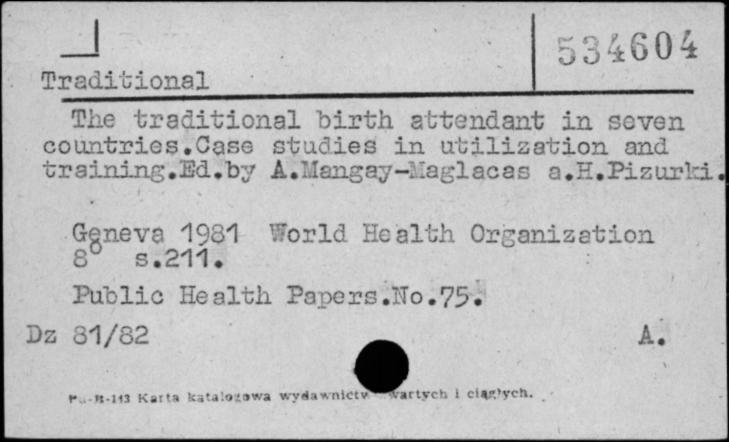 534604
Traditional
The traditional birth attendant in seven
countries.Case studies in utilization and
training.Ed.by A.Mangay-Maglacas a.H.Pizurki.
Geneva 1981 World Health Organization
8° s.211.
Public Health Papers.No.75.
Dz 81/82 A.
Pu-B-113 Karta katalogowa wydawnictw wartych i ciągłych.